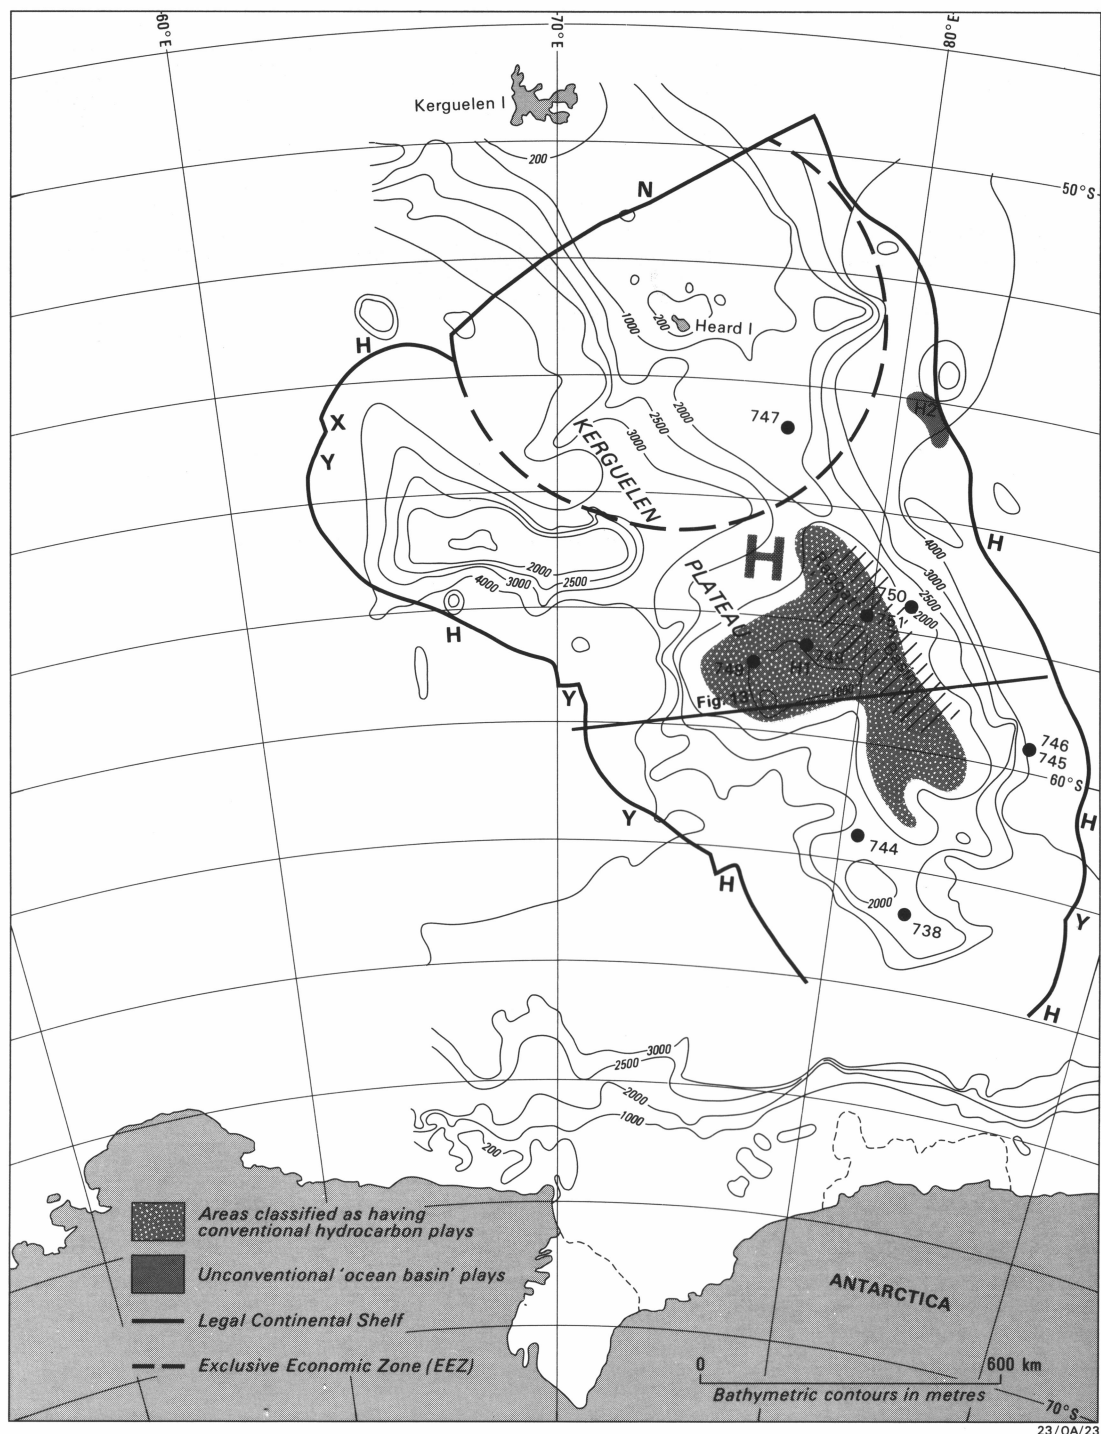 60°E
70°E
80°E
Kerguelen I
200
50°S
N
1000
200
Heard I
H
2000
2500
3000
747
H2
X
Y
KERGUELEN
PLATEAU
H
H
4000
3000
2500
2000
2000
2500
3000
4000
H
750
748
749
H1
Fig. 13
1000
Y
746
745
60°S
Y
H
744
H
2000
738
Y
H
3000
2500
2000
1000
200
Areas classified as having
conventional hydrocarbon plays
Unconventional 'ocean basin' plays
Legal Continental Shelf
Exclusive Economic Zone (EEZ)
ANTARCTICA
0 600 km
Bathymetric contours in metres
70°S
23/OA/23